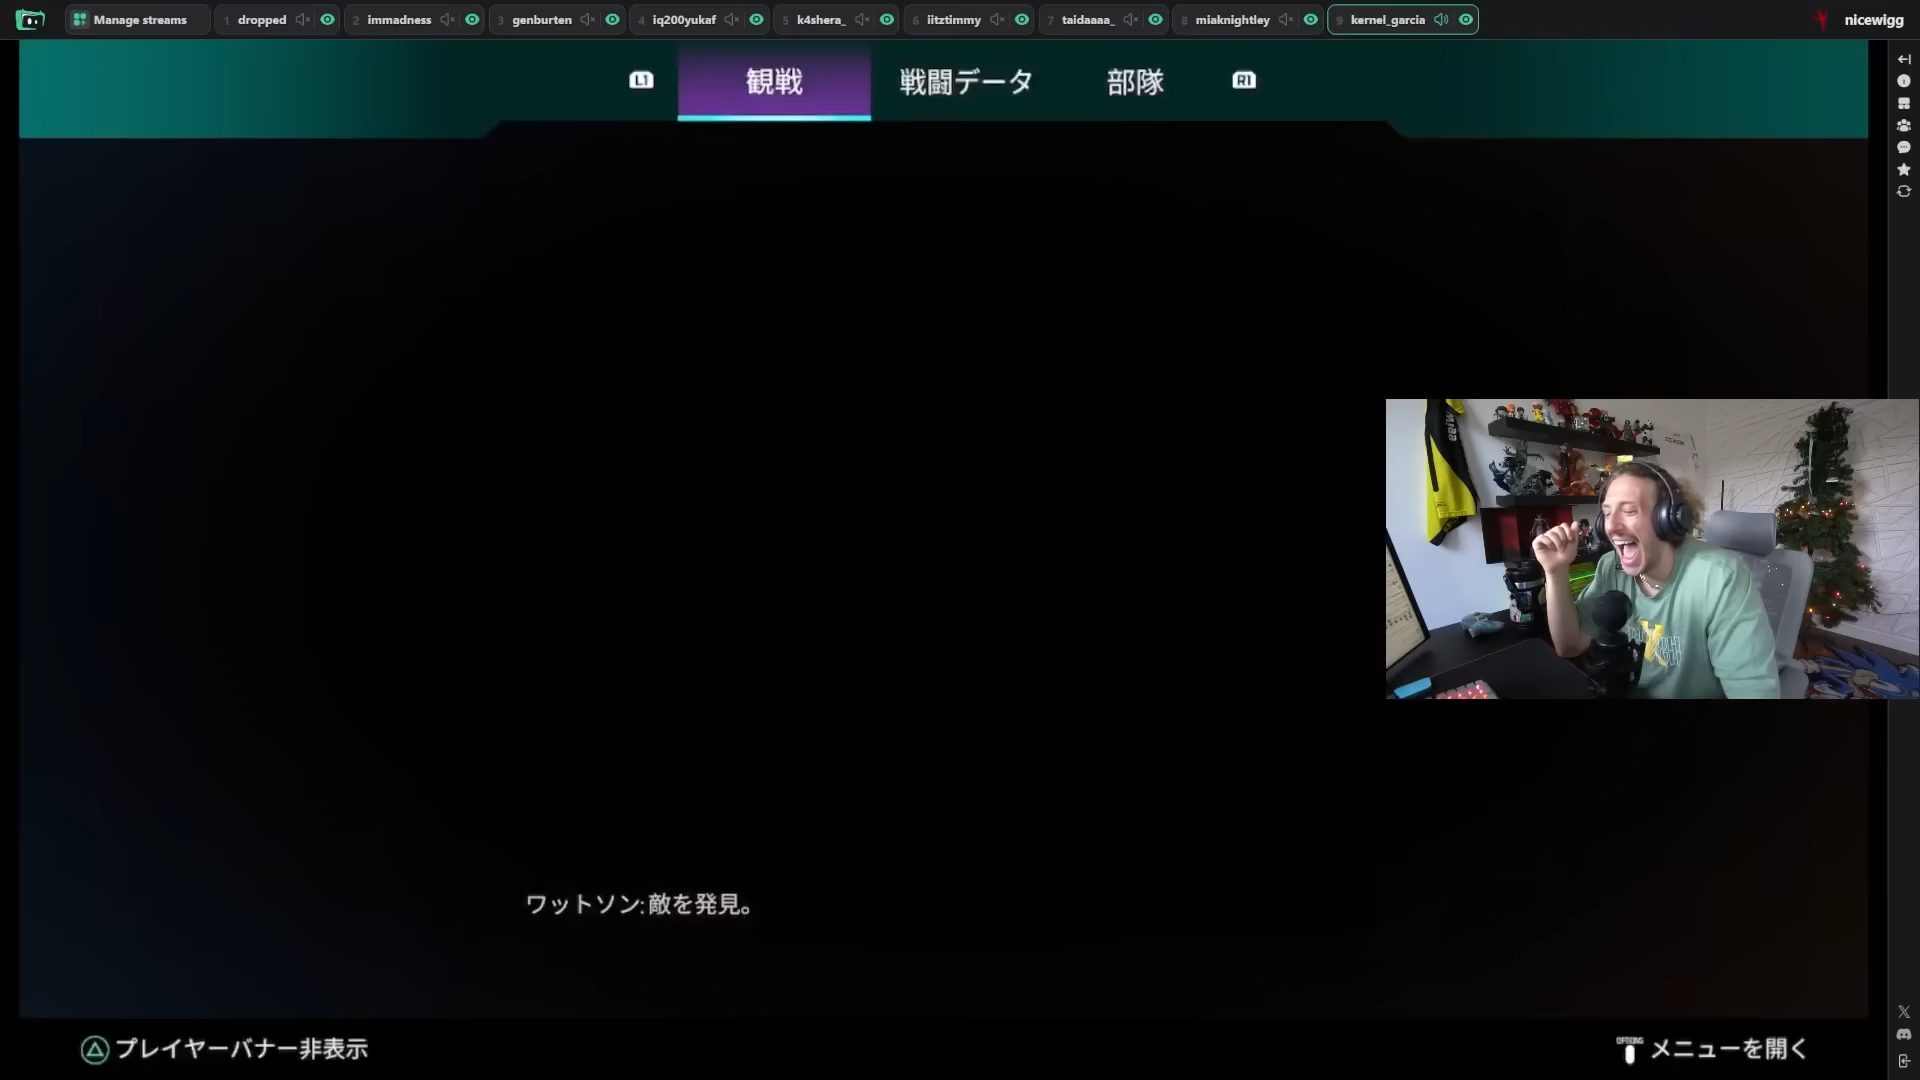 Manage streams
1 dropped
2 immadness
3 genburten
4 iq200yukaf
5 k4shera_
6 iitztimmy
7 taidaaaa_
8 miaknightley
9 kernel_garcia
nicewigg
L1 観戦 戦闘データ 部隊 R1
ワットソン: 敵を発見。
プレイヤーバナー非表示
OPTIONS メニューを開く